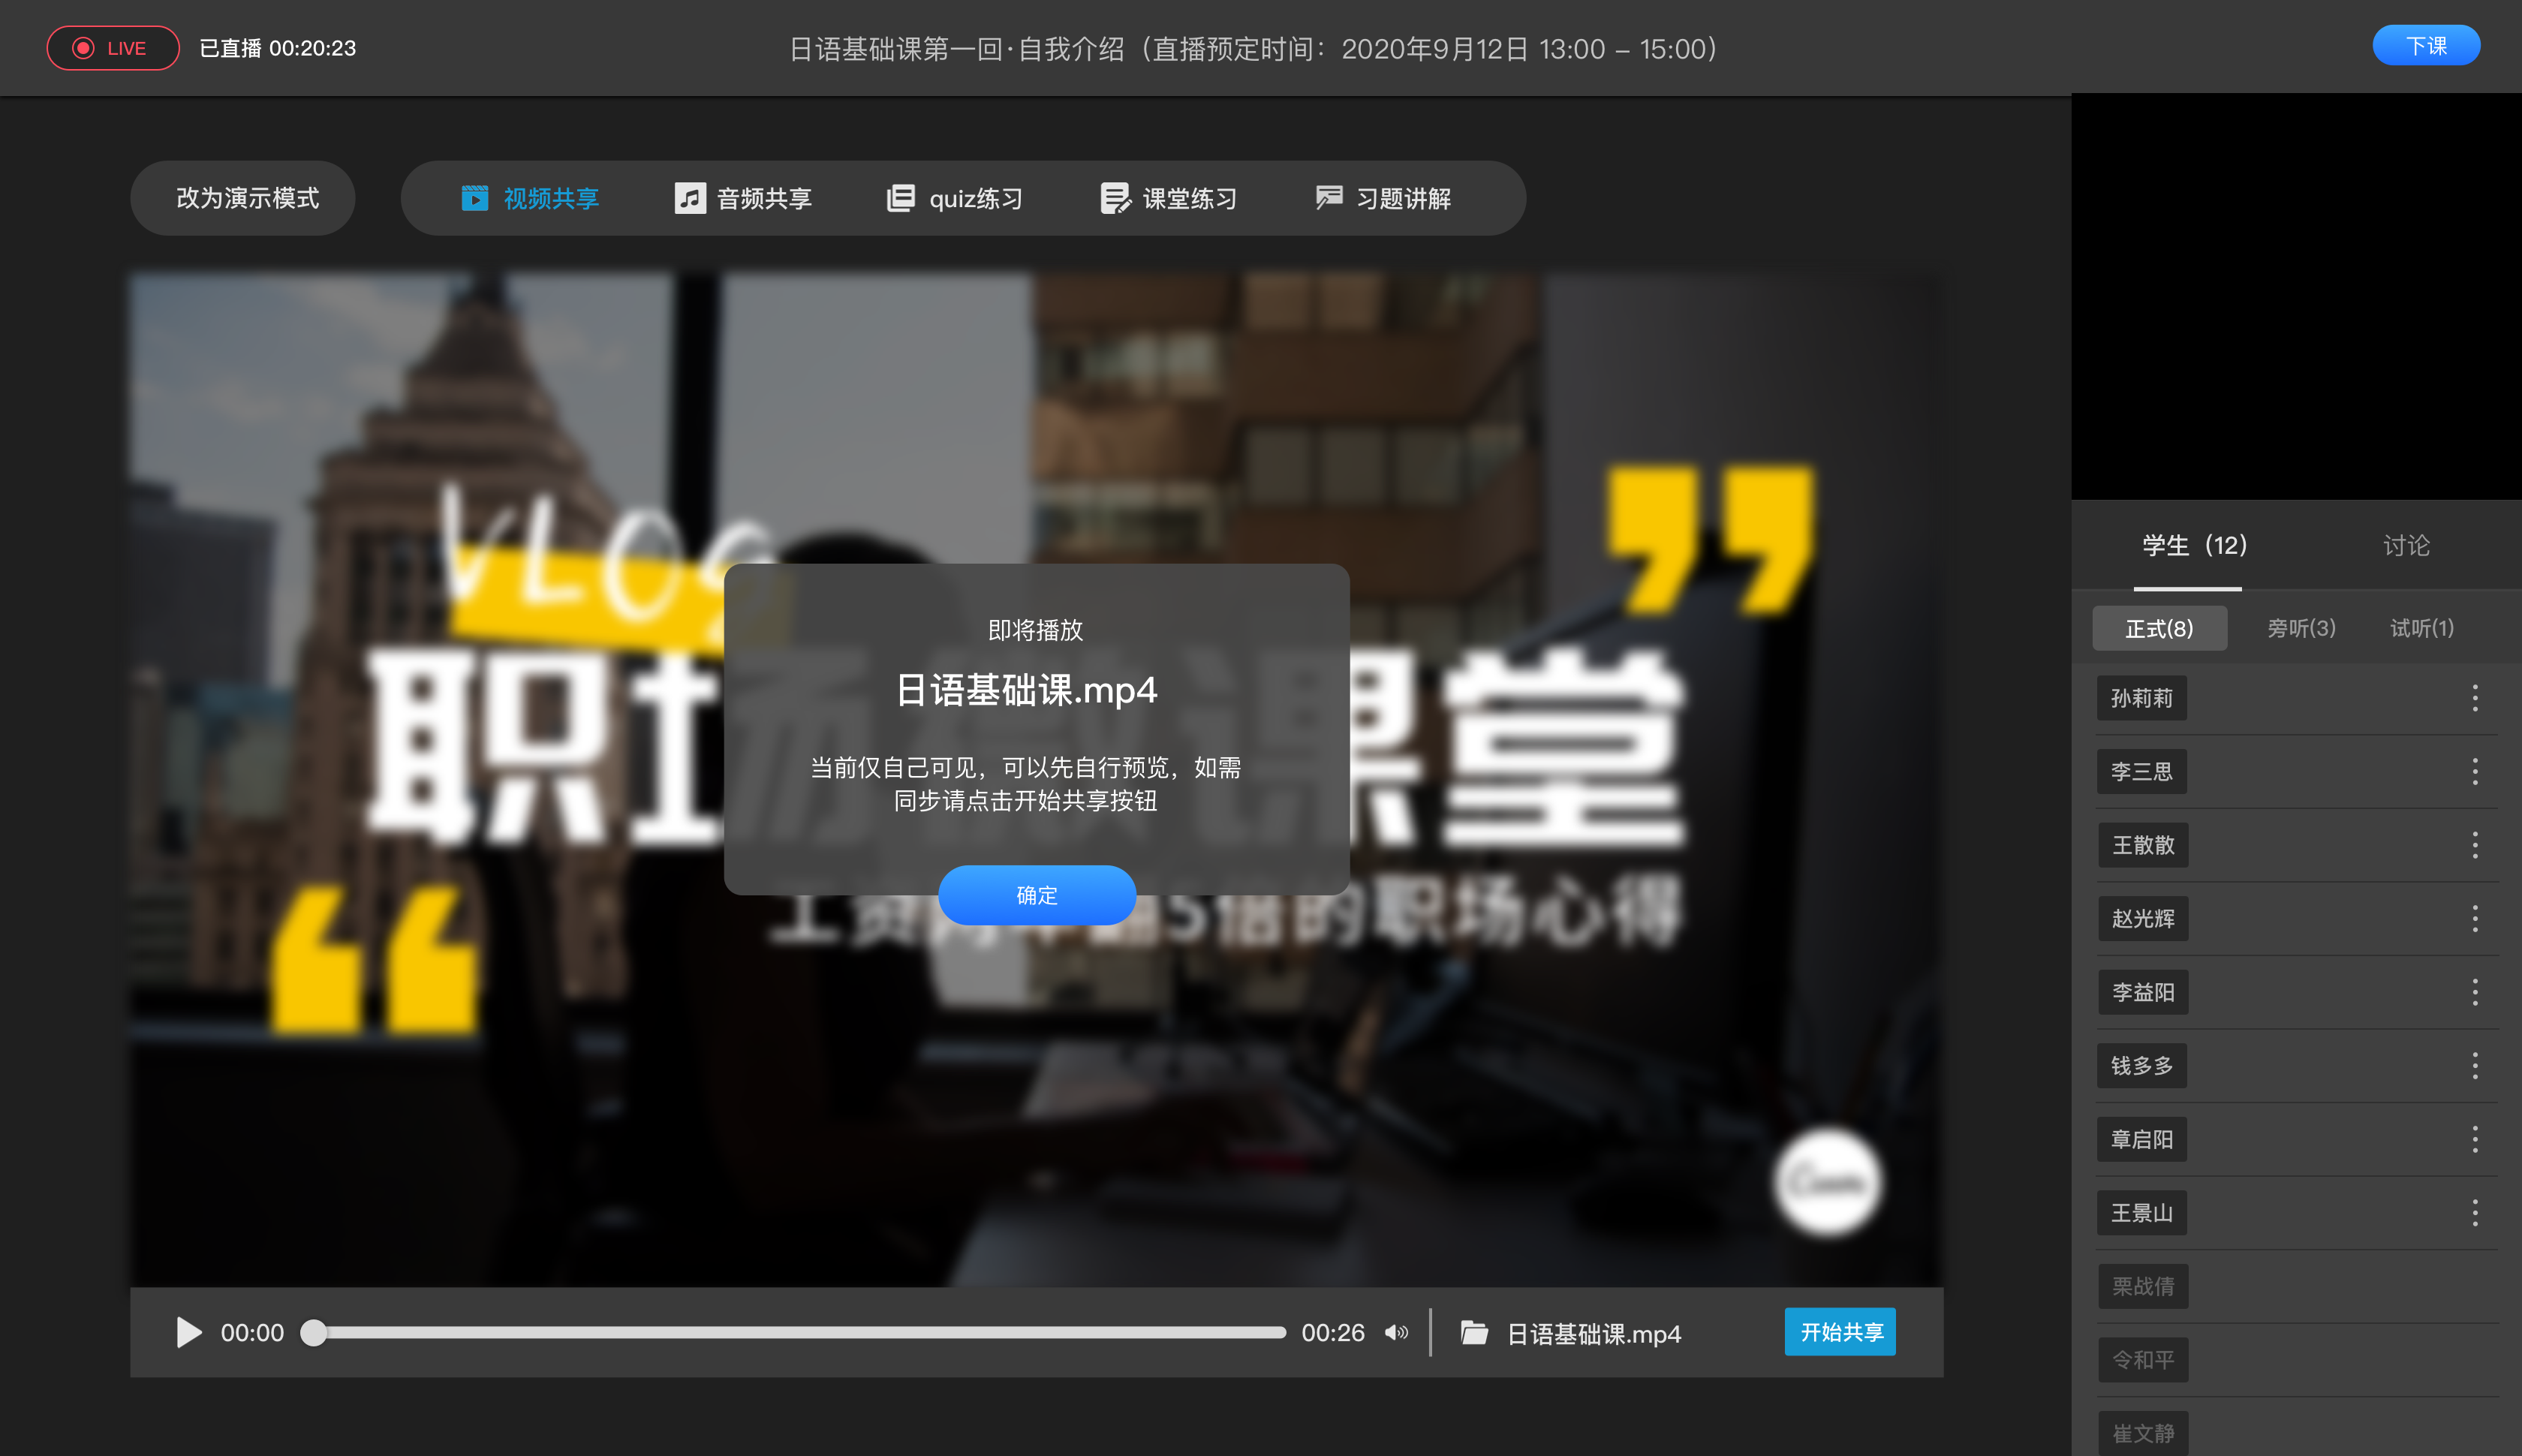 LIVE
已直播 00:20:23
日语基础课第一回·自我介绍（直播预定时间：2020年9月12日 13:00 – 15:00）
下课
改为演示模式
视频共享
音频共享
quiz练习
课堂练习
习题讲解
VLOG
”
职场微课堂
即将播放
日语基础课.mp4
当前仅自己可见，可以先自行预览，如需
同步请点击开始共享按钮
确定
5倍的职场心得
“
00:00
00:26
日语基础课.mp4
开始共享
学生（12）
讨论
正式(8)
旁听(3)
试听(1)
孙莉莉
李三思
王散散
赵光辉
李益阳
钱多多
章启阳
王景山
栗战倩
令和平
崔文静